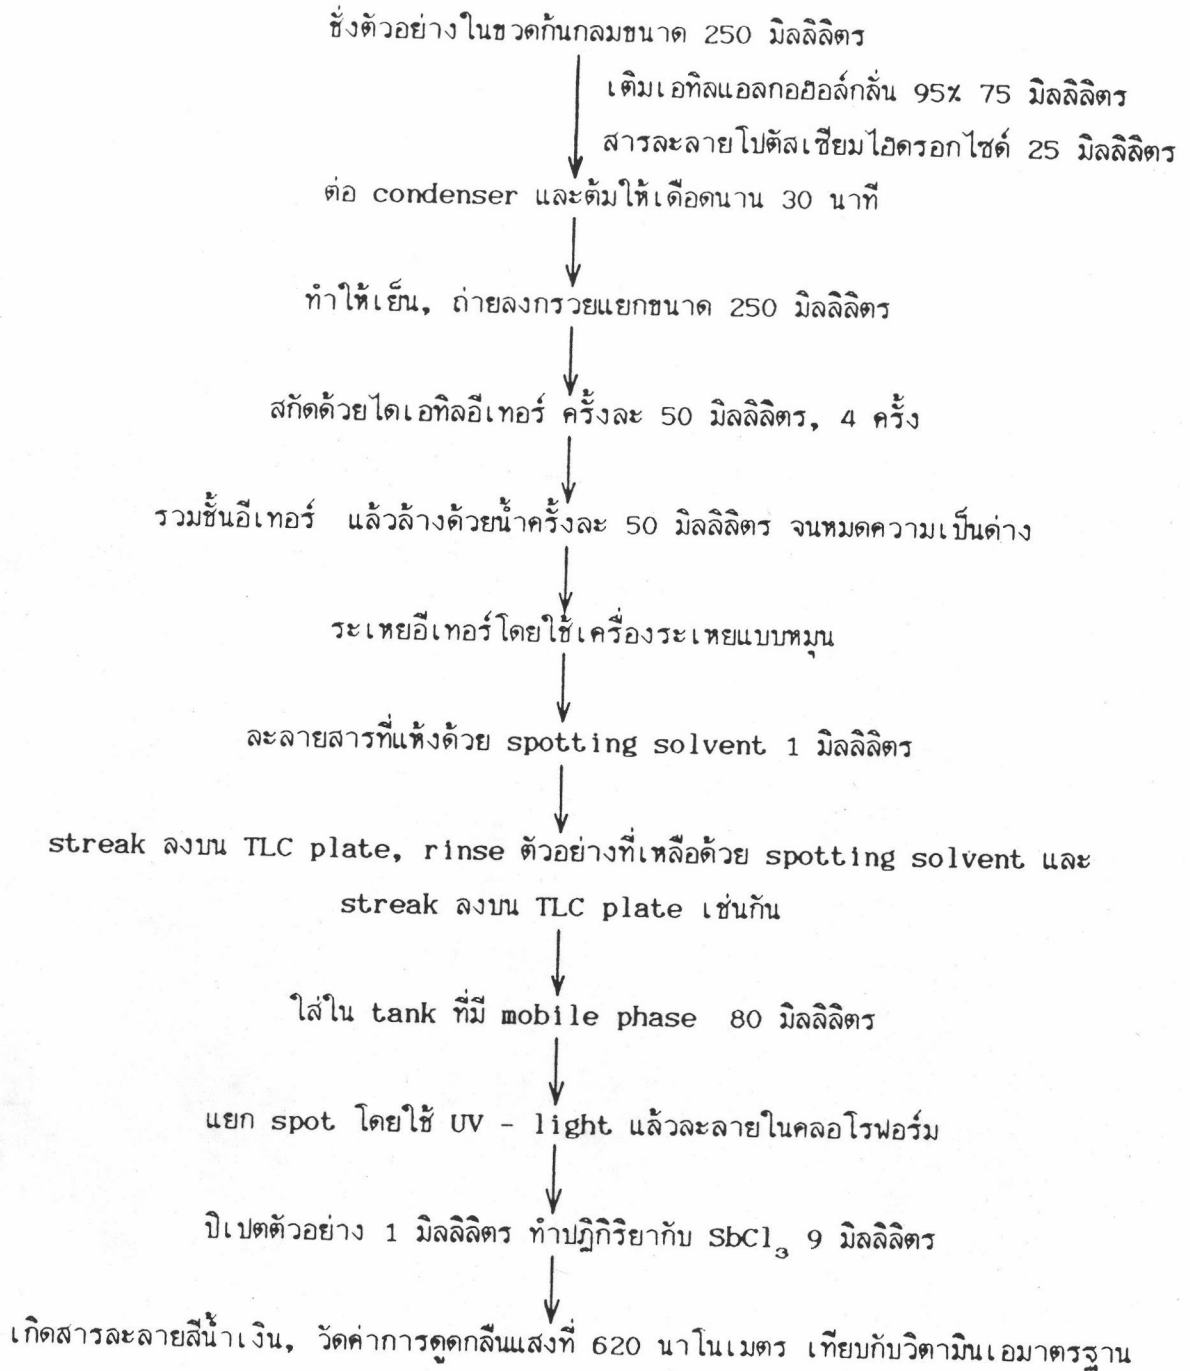 ชั่งตัวอย่างในขวดก้นกลมขนาด 250 มิลลิลิตร
เติมเอทิลแอลกอฮอล์กลั่น 95% 75 มิลลิลิตร
สารละลายโปตัสเซียมไฮดรอกไซด์ 25 มิลลิลิตร
ต่อ condenser และต้มให้เดือดนาน 30 นาที
ทำให้เย็น, ถ่ายลงกรวยแยกขนาด 250 มิลลิลิตร
สกัดด้วยไดเอทิลอีเทอร์ ครั้งละ 50 มิลลิลิตร, 4 ครั้ง
รวมชั้นอีเทอร์ แล้วล้างด้วยน้ำครั้งละ 50 มิลลิลิตร จนหมดความเป็นด่าง
ระเหยอีเทอร์โดยใช้เครื่องระเหยแบบหมุน
ละลายสารที่แห้งด้วย spotting solvent 1 มิลลิลิตร
streak ลงบน TLC plate, rinse ตัวอย่างที่เหลือด้วย spotting solvent และ
streak ลงบน TLC plate เช่นกัน
ใส่ใน tank ที่มี mobile phase 80 มิลลิลิตร
แยก spot โดยใช้ UV - light แล้วละลายในคลอโรฟอร์ม
ปิเปตตัวอย่าง 1 มิลลิลิตร ทำปฏิกิริยากับ SbCl₃ 9 มิลลิลิตร
เกิดสารละลายสีน้ำเงิน, วัดค่าการดูดกลืนแสงที่ 620 นาโนเมตร เทียบกับวิตามินเอมาตรฐาน